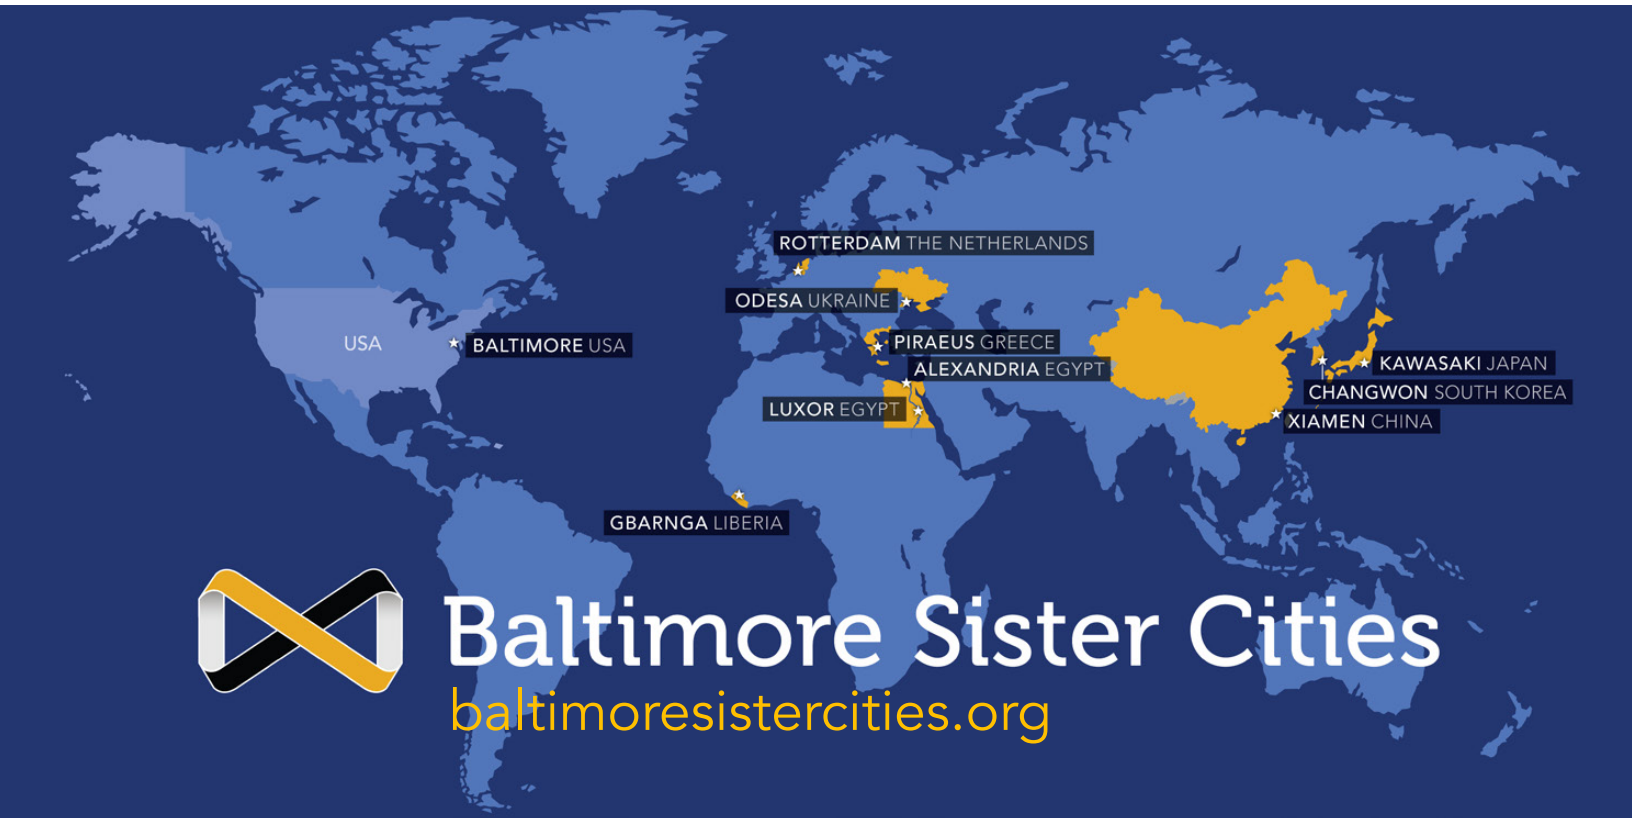 ROTTERDAM THE NETHERLANDS
ODESA UKRAINE
USA
BALTIMORE USA
PIRAEUS GREECE
ALEXANDRIA EGYPT
KAWASAKI JAPAN
CHANGWON SOUTH KOREA
LUXOR EGYPT
XIAMEN CHINA
GBARNGA LIBERIA
Baltimore Sister Cities
baltimoresistercities.org